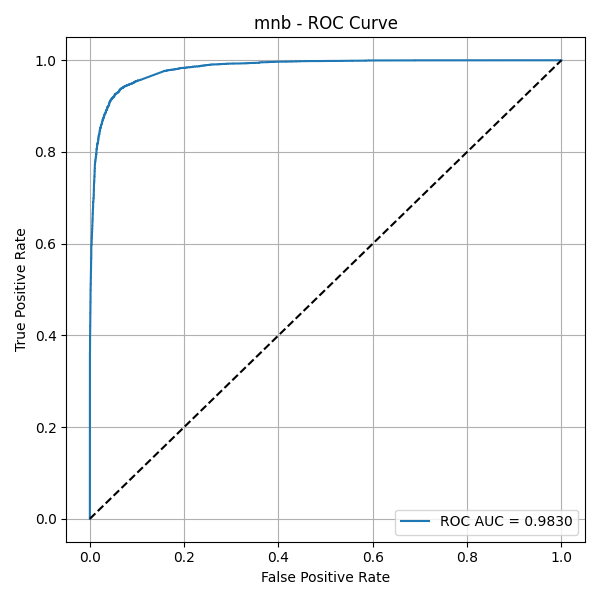 mnb - ROC Curve
True Positive Rate
1.0
0.8
0.6
0.4
0.2
0.0
ROC AUC = 0.9830
0.0 0.2 0.4 0.6 0.8 1.0
False Positive Rate